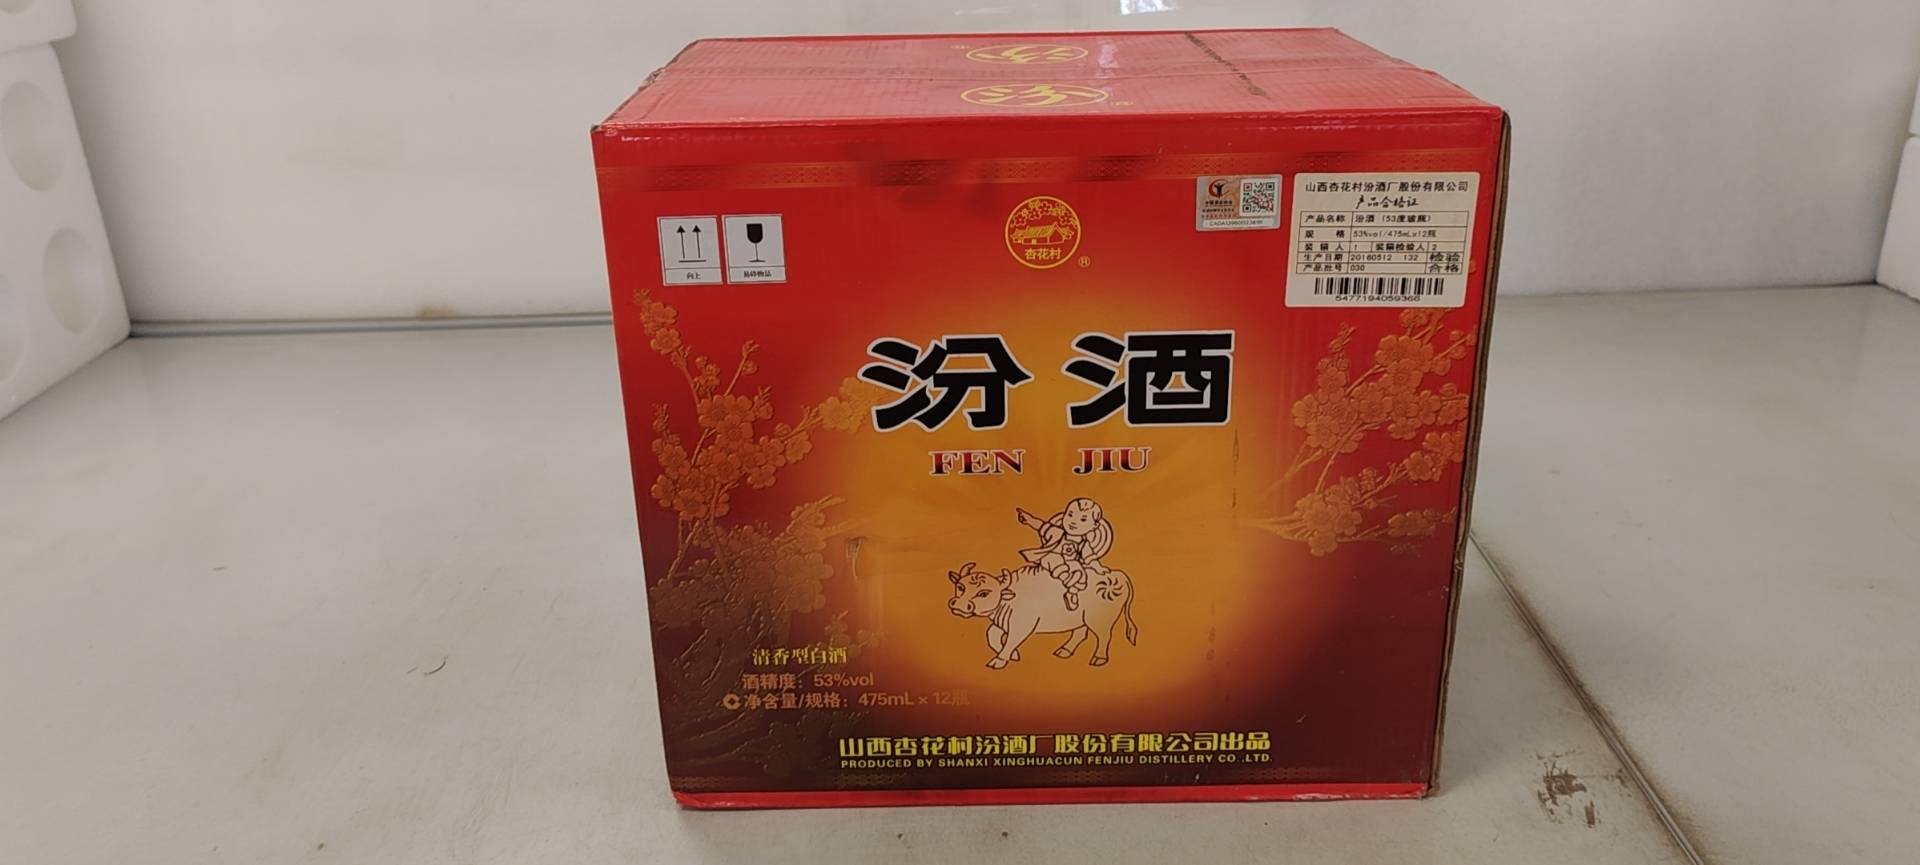 汾
汾
杏花村
®
向上
易碎物品
山西杏花村汾酒厂股份有限公司
产品合格证
产品名称 汾酒 (53度玻瓶)
规 格 53%vol/475mLx12瓶
装箱人 1 装箱检验人 2
生产日期 20160512 132 检验
产品批号 030 合格
5477194059366
汾酒
FEN JIU
清香型白酒
酒精度：53%vol
净含量/规格：475mL×12瓶
山西杏花村汾酒厂股份有限公司出品
PRODUCED BY SHANXI XINGHUACUN FENJIU DISTILLERY CO.,LTD.